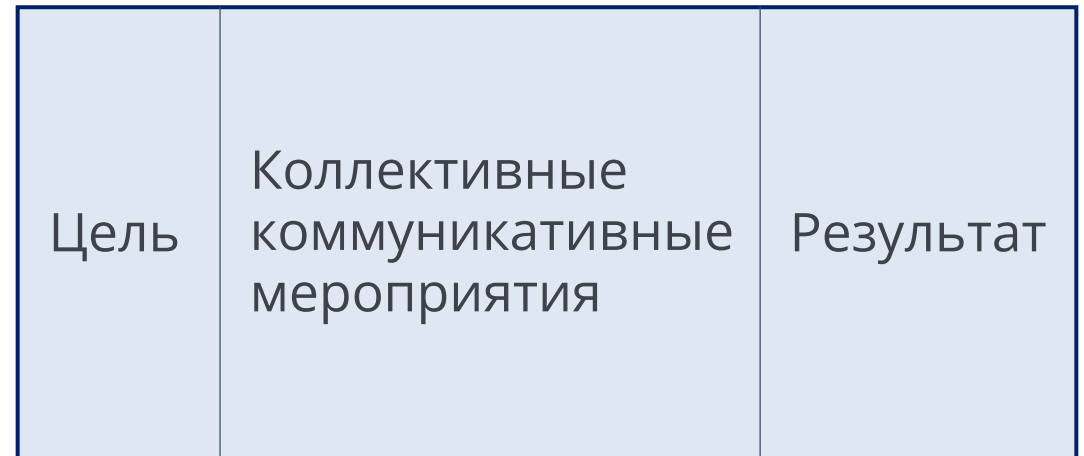 Цель
Коллективные
коммуникативные
мероприятия
Результат